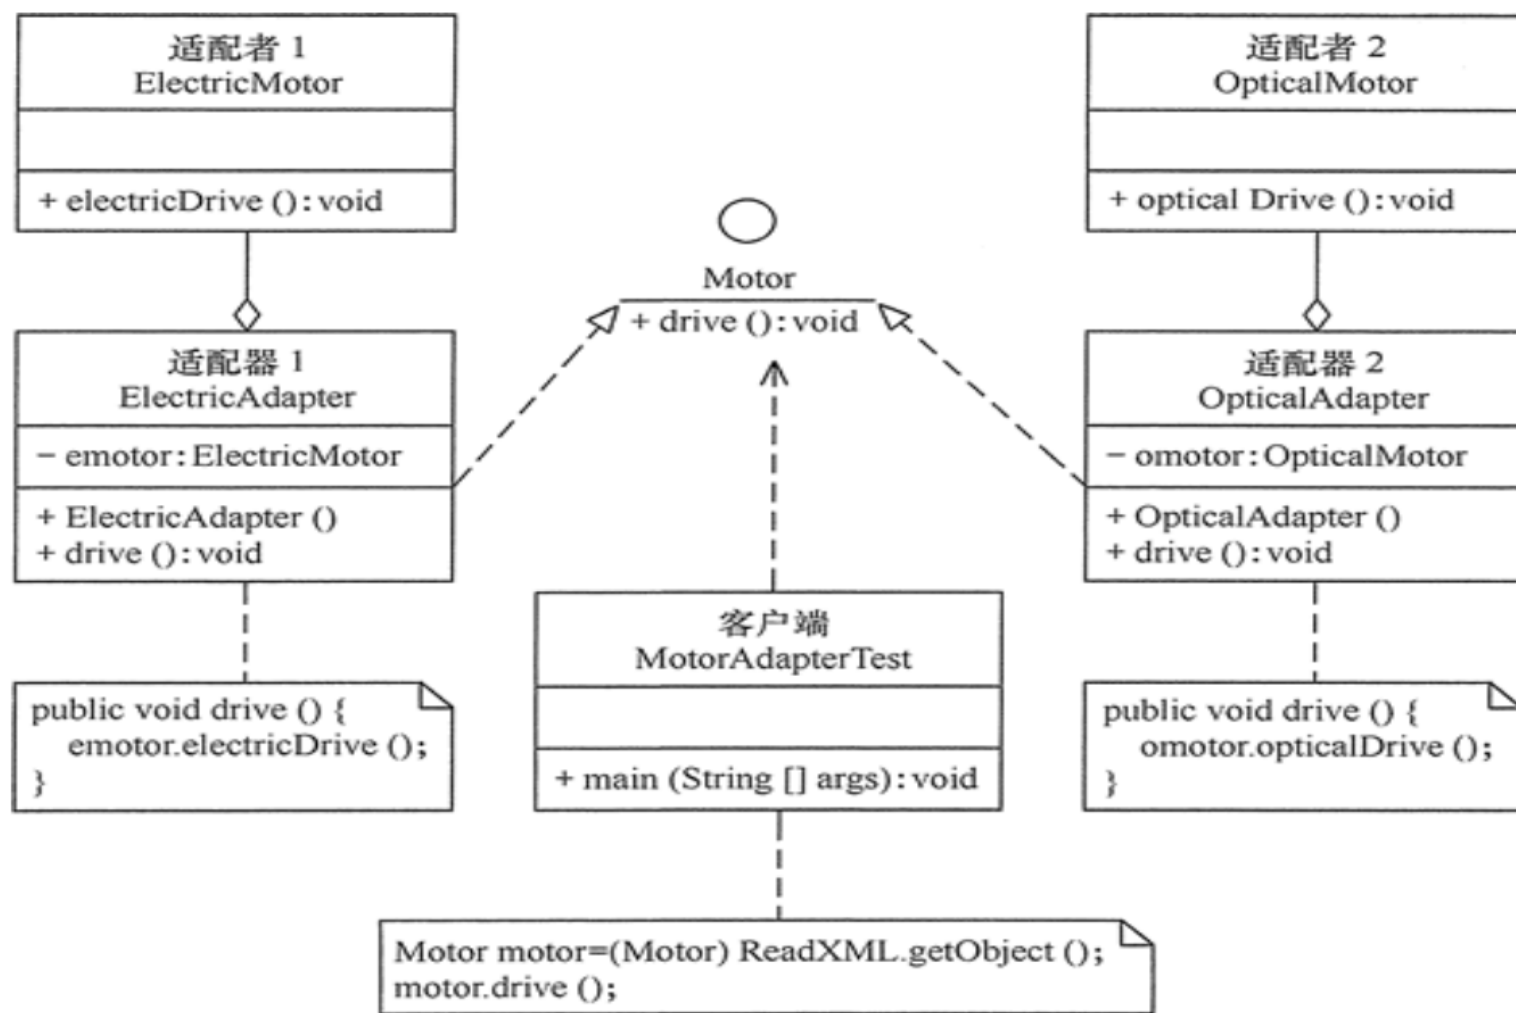 适配者 1
ElectricMotor
+ electricDrive ():void
适配者 2
OpticalMotor
+ optical Drive ():void
Motor
+ drive ():void
适配器 1
ElectricAdapter
− emotor:ElectricMotor
+ ElectricAdapter ()
+ drive ():void
适配器 2
OpticalAdapter
− omotor:OpticalMotor
+ OpticalAdapter ()
+ drive ():void
客户端
MotorAdapterTest
+ main (String [] args):void
public void drive () {
emotor.electricDrive ();
}
public void drive () {
omotor.opticalDrive ();
}
Motor motor=(Motor) ReadXML.getObject ();
motor.drive ();